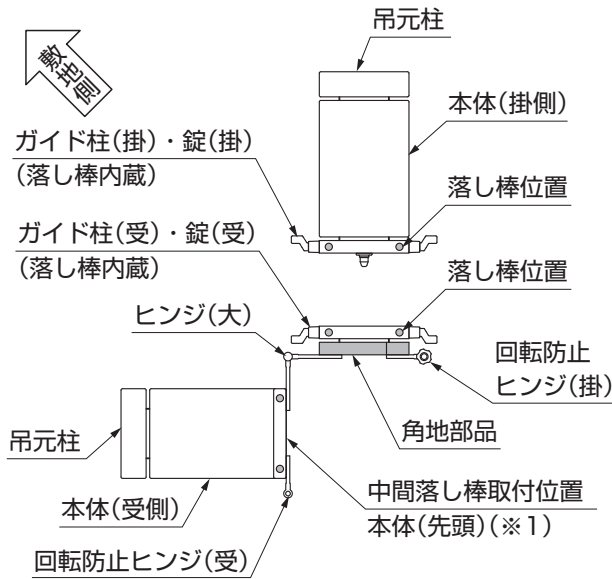 吊元柱
敷地側
本体(掛側)
ガイド柱(掛)・錠(掛)
(落し棒内蔵)
落し棒位置
ガイド柱(受)・錠(受)
(落し棒内蔵)
落し棒位置
ヒンジ(大)
回転防止
ヒンジ(掛)
角地部品
吊元柱
中間落し棒取付位置
本体(先頭)(※1)
本体(受側)
回転防止ヒンジ(受)